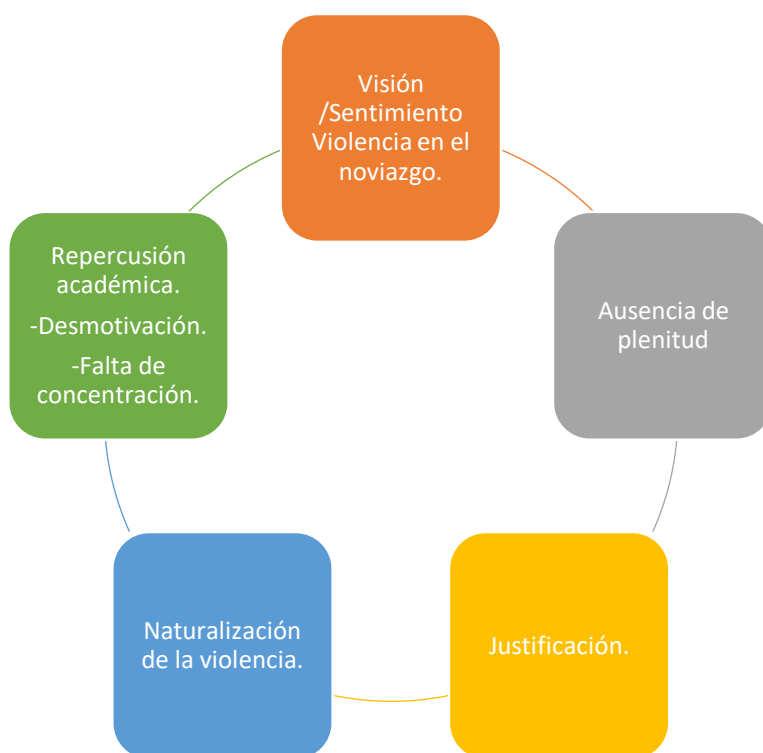 Visión
/Sentimiento
Violencia en el
noviazgo.
Ausencia de
plenitud
Justificación.
Naturalización
de la violencia.
Repercusión
académica.
-Desmotivación.
-Falta de
concentración.